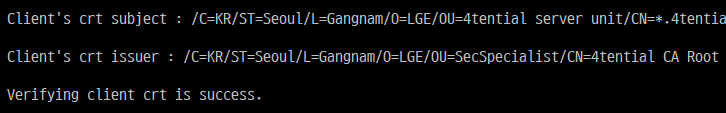 Client's crt subject : /C=KR/ST=Seoul/L=Gangnam/O=LGE/OU=4tential server unit/CN=*.4tentia
Client's crt issuer : /C=KR/ST=Seoul/L=Gangnam/O=LGE/OU=SecSpecialist/CN=4tential CA Root
Verifying client crt is success.